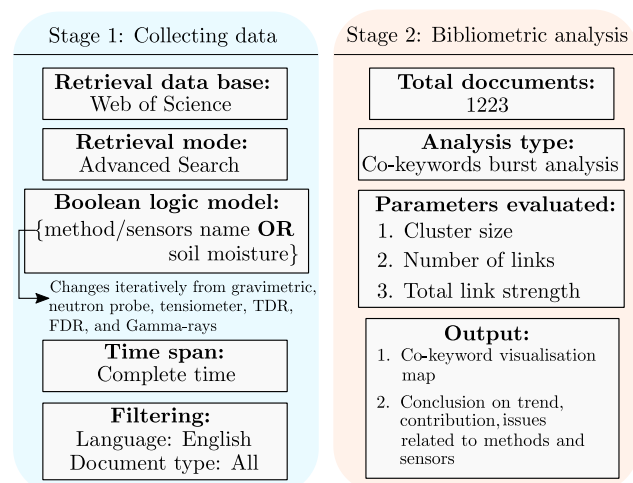 Stage 1: Collecting data
Retrieval data base:
Web of Science
Retrieval mode:
Advanced Search
Boolean logic model:
{method/sensors name OR
soil moisture}
Changes iteratively from gravimetric,
neutron probe, tensiometer, TDR,
FDR, and Gamma-rays
Time span:
Complete time
Filtering:
Language: English
Document type: All
Stage 2: Bibliometric analysis
Total doccuments:
1223
Analysis type:
Co-keywords burst analysis
Parameters evaluated:
1. Cluster size
2. Number of links
3. Total link strength
Output:
1. Co-keyword visualisation
map
2. Conclusion on trend,
contribution, issues
related to methods and
sensors